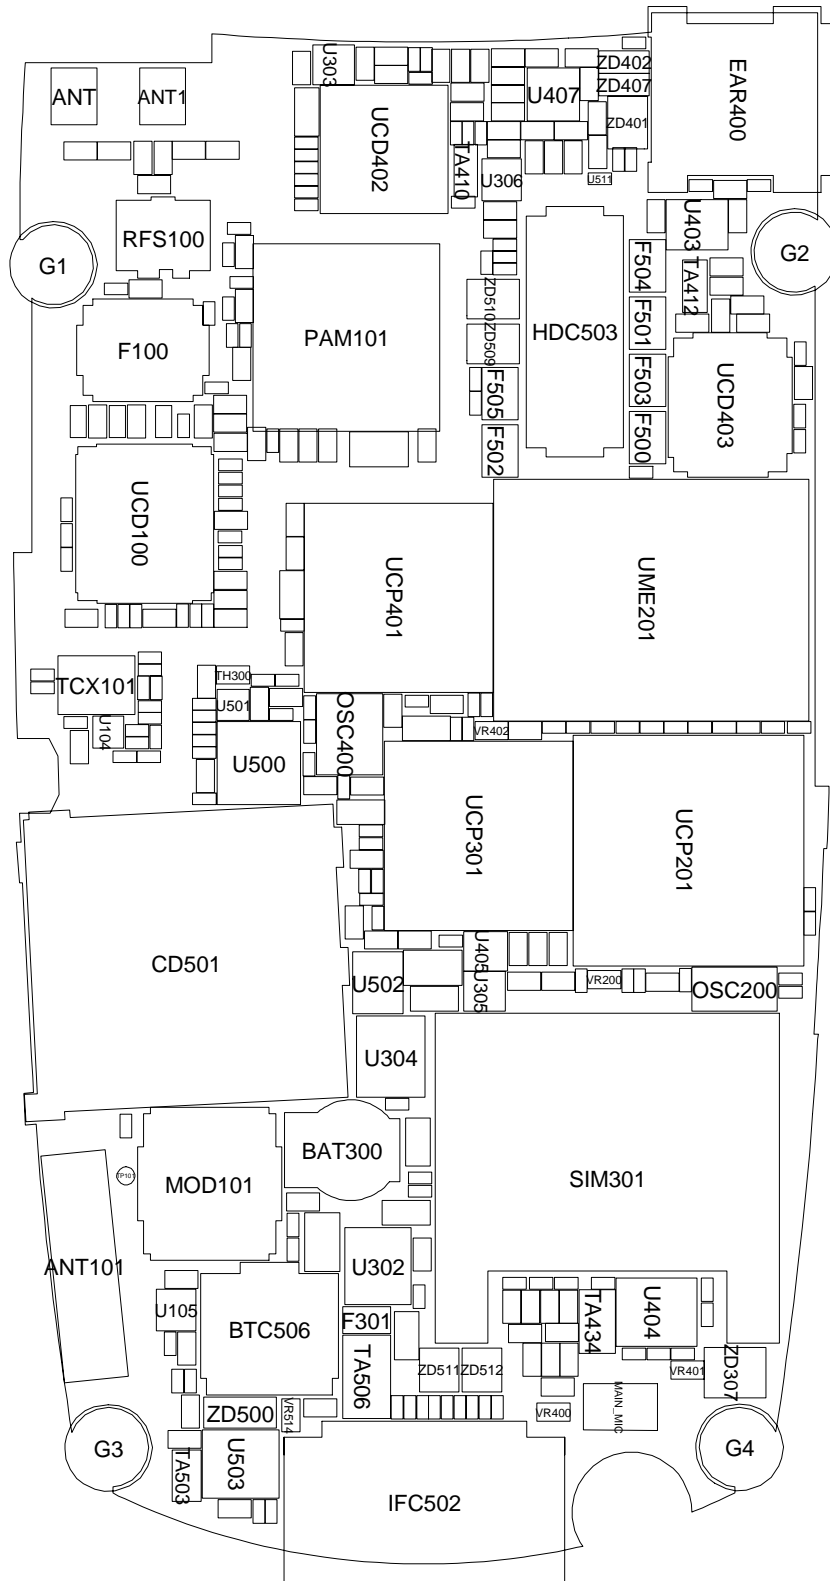 U303
ZD402
EAR400
ZD407
U407
ANT
ANT1
UCD402
ZD401
TA410
U306
U511
RFS100
U403
G1
G2
F504
TA412
ZD510
HDC503
F501
PAM101
F100
ZD509
F505
F503
UCD403
F502
F500
UCD100
UCP401
UME201
TH300
TCX101
U501
U104
OSC400
VR402
U500
UCP301
UCP201
CD501
U405
U502
U305
VR200
OSC200
U304
BAT300
TP101
MOD101
SIM301
ANT101
U302
U105
BTC506
F301
TA434
U404
TA506
ZD511
ZD512
VR401
ZD307
ZD500
VR514
VR400
MAIN_MIC
G3
TA503
U503
G4
IFC502